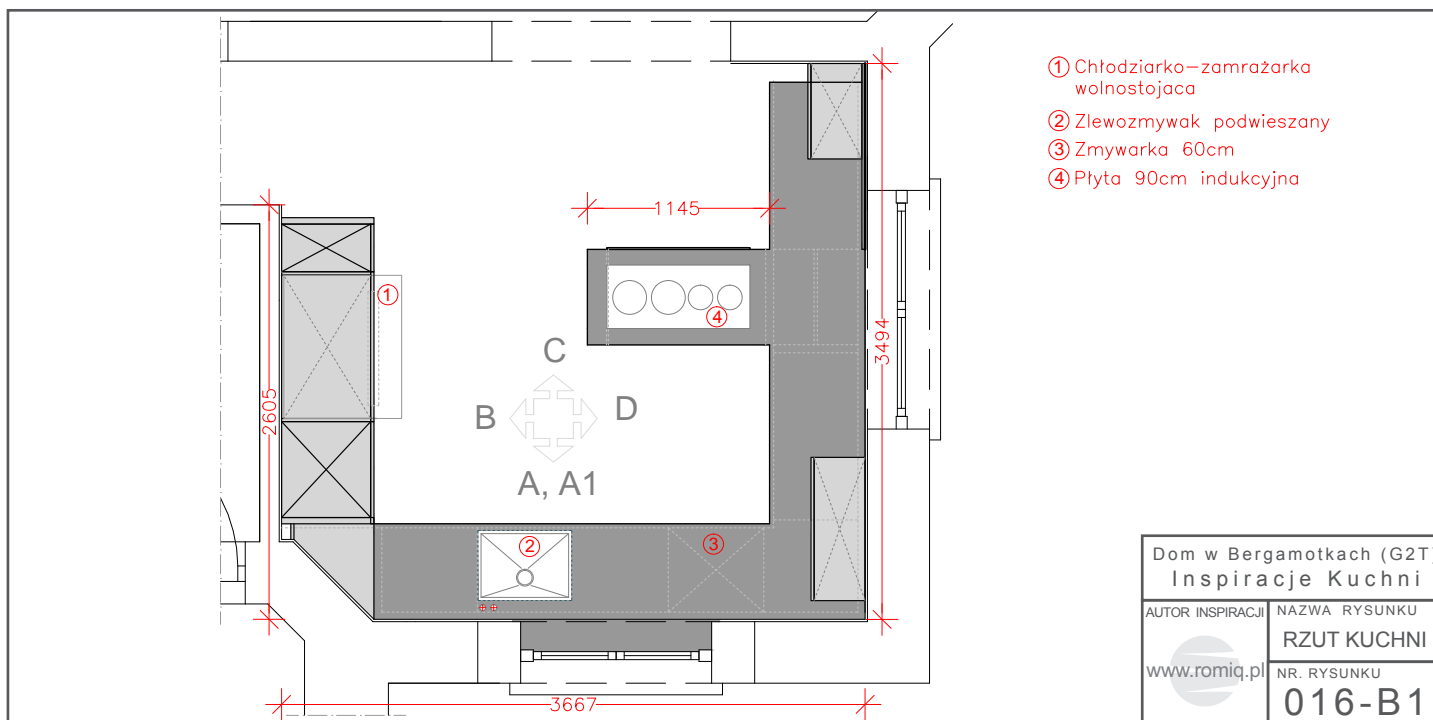 ① Chłodziarko-zamrażarka
wolnostojaca
② Zlewozmywak podwieszany
③ Zmywarka 60cm
④ Płyta 90cm indukcyjna
1145
①
④
3494
C
B
D
A, A1
2605
②
③
3667
Dom w Bergamotkach (G2T)
Inspiracje Kuchni
AUTOR INSPIRACJI
www.romiq.pl
NAZWA RYSUNKU
RZUT KUCHNI
NR. RYSUNKU
016-B1